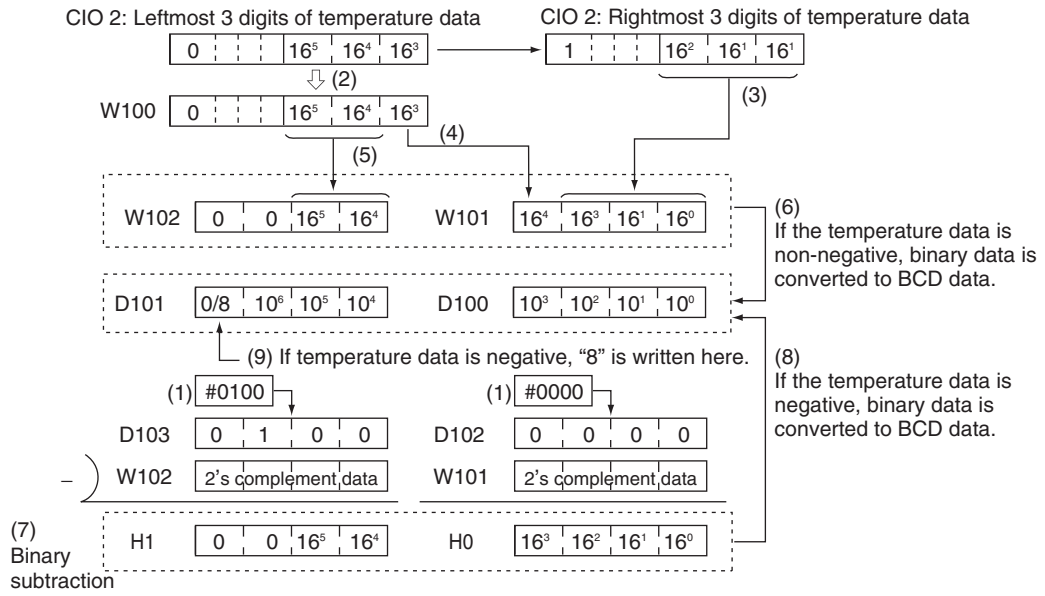 CIO 2: Leftmost 3 digits of temperature data
CIO 2: Rightmost 3 digits of temperature data
0 16⁵ 16⁴ 16³
1 16² 16¹ 16¹
(2)
(3)
W100 0 16⁵ 16⁴ 16³
(4)
(5)
W102 0 0 16⁵ 16⁴
W101 16⁴ 16³ 16¹ 16⁰
(6)
If the temperature data is
non-negative, binary data is
converted to BCD data.
D101 0/8 10⁶ 10⁵ 10⁴
D100 10³ 10² 10¹ 10⁰
(9) If temperature data is negative, “8” is written here.
(8)
If the temperature data is
negative, binary data is
converted to BCD data.
(1) #0100
(1) #0000
D103 0 1 0 0
D102 0 0 0 0
– W102 2’s complement data
W101 2’s complement data
(7)
Binary
subtraction
H1 0 0 16⁵ 16⁴
H0 16³ 16² 16¹ 16⁰